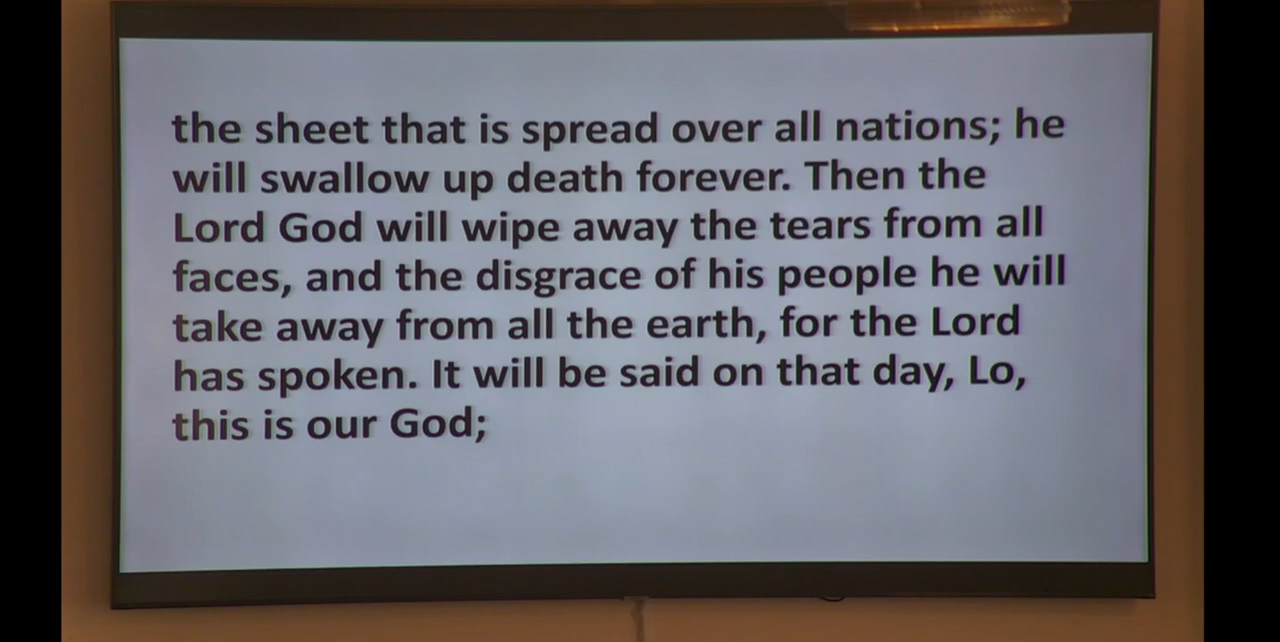 the sheet that is spread over all nations; he
will swallow up death forever. Then the
Lord God will wipe away the tears from all
faces, and the disgrace of his people he will
take away from all the earth, for the Lord
has spoken. It will be said on that day, Lo,
this is our God;